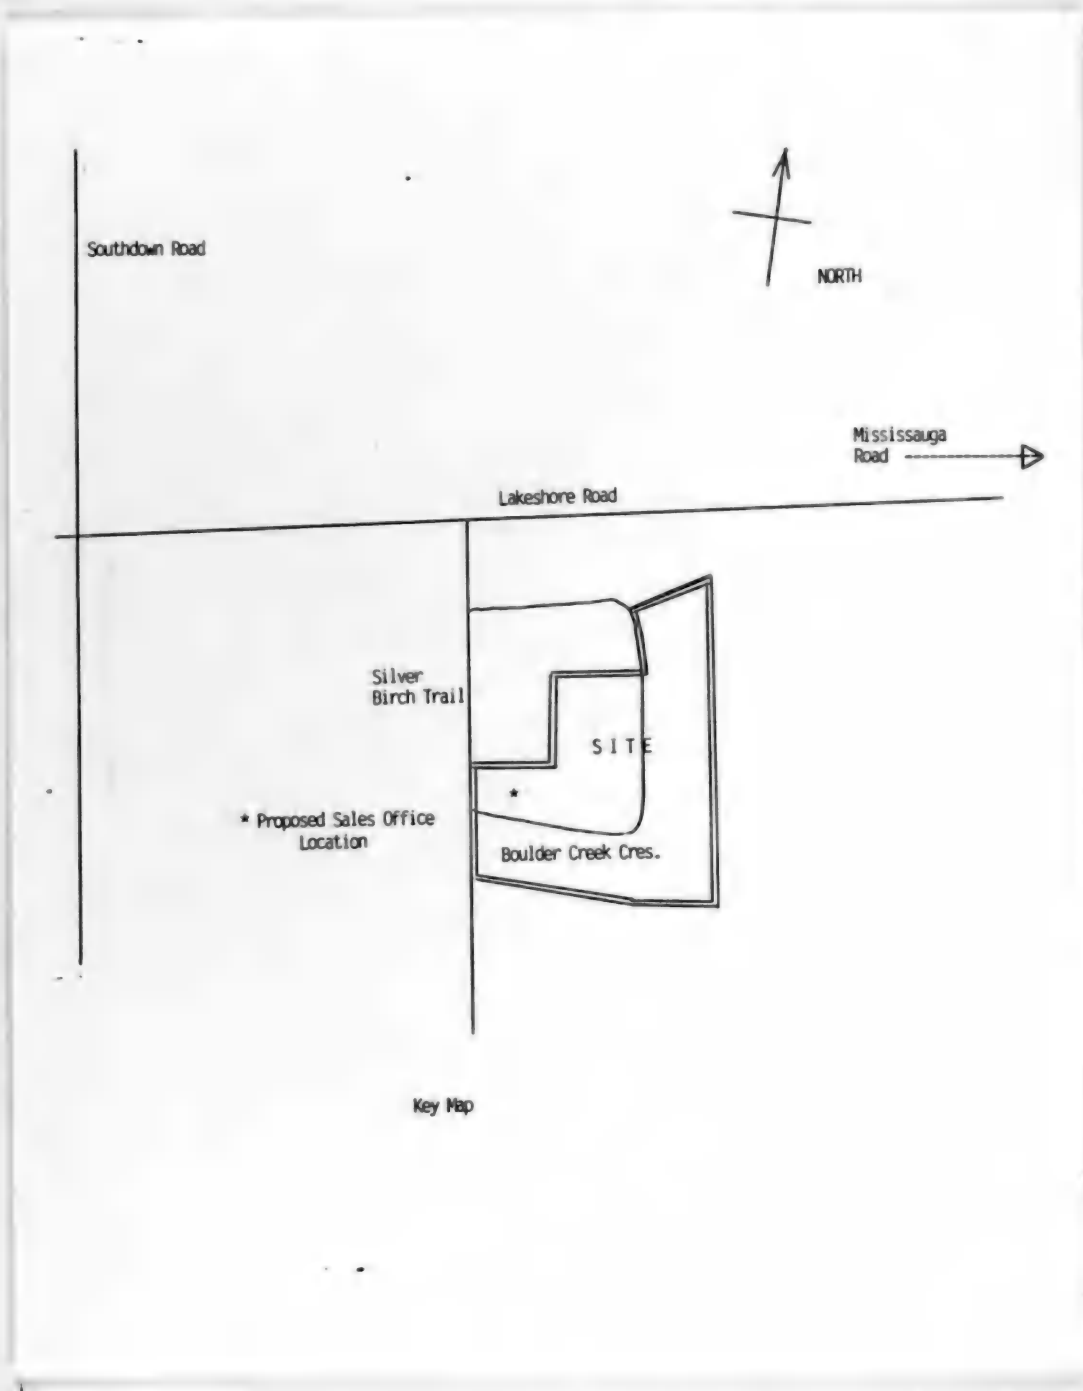 Southdown Road
NORTH
Mississauga
Road
Lakeshore Road
Silver
Birch Trail
SITE
*
* Proposed Sales Office
Location
Boulder Creek Cres.
Key Map